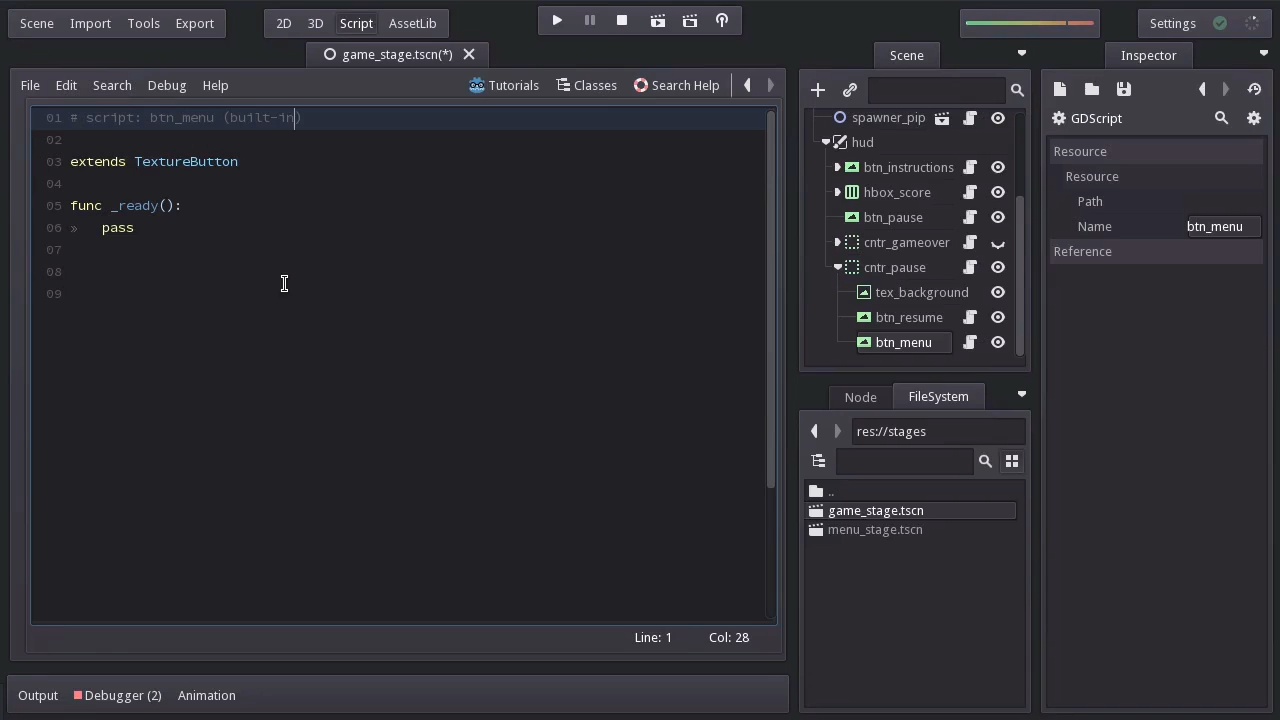 Scene Import Tools Export 2D 3D Script AssetLib Settings
game_stage.tscn(*) Scene Inspector
File Edit Search Debug Help Tutorials Classes Search Help
01 # script: btn_menu (built-in)
02
03 extends TextureButton
04
05 func _ready():
06 » pass
07
08
09
Line: 1 Col: 28
Output Debugger (2) Animation
spawner_pip
hud
btn_instructions
hbox_score
btn_pause
cntr_gameover
cntr_pause
tex_background
btn_resume
btn_menu
Node FileSystem
res://stages
..
game_stage.tscn
menu_stage.tscn
GDScript
Resource
Resource
Path
Name btn_menu
Reference